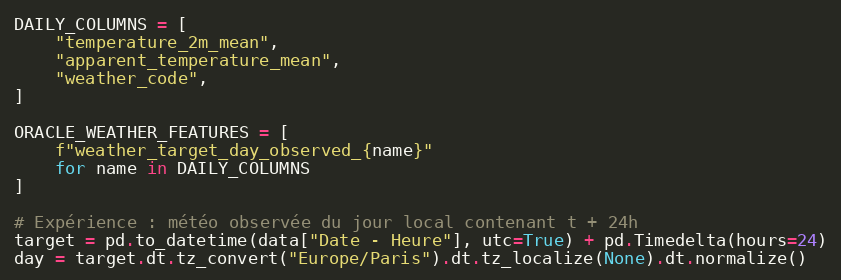 DAILY_COLUMNS = [
    "temperature_2m_mean",
    "apparent_temperature_mean",
    "weather_code",
]

ORACLE_WEATHER_FEATURES = [
    f"weather_target_day_observed_{name}"
    for name in DAILY_COLUMNS
]

# Expérience : météo observée du jour local contenant t + 24h
target = pd.to_datetime(data["Date - Heure"], utc=True) + pd.Timedelta(hours=24)
day = target.dt.tz_convert("Europe/Paris").dt.tz_localize(None).dt.normalize()